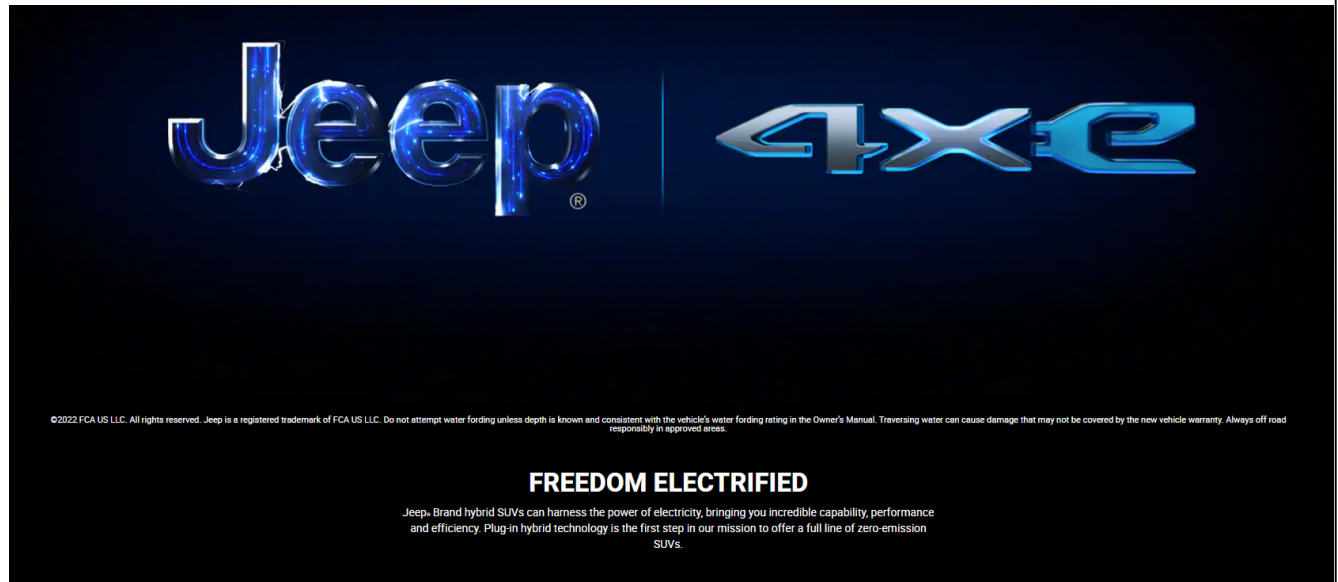 Jeep ® 4xe
©2022 FCA US LLC. All rights reserved. Jeep is a registered trademark of FCA US LLC. Do not attempt water fording unless depth is known and consistent with the vehicle's water fording rating in the Owner's Manual. Traversing water can cause damage that may not be covered by the new vehicle warranty. Always off road
responsibly in approved areas.
FREEDOM ELECTRIFIED
Jeep® Brand hybrid SUVs can harness the power of electricity, bringing you incredible capability, performance
and efficiency. Plug-in hybrid technology is the first step in our mission to offer a full line of zero-emission
SUVs.